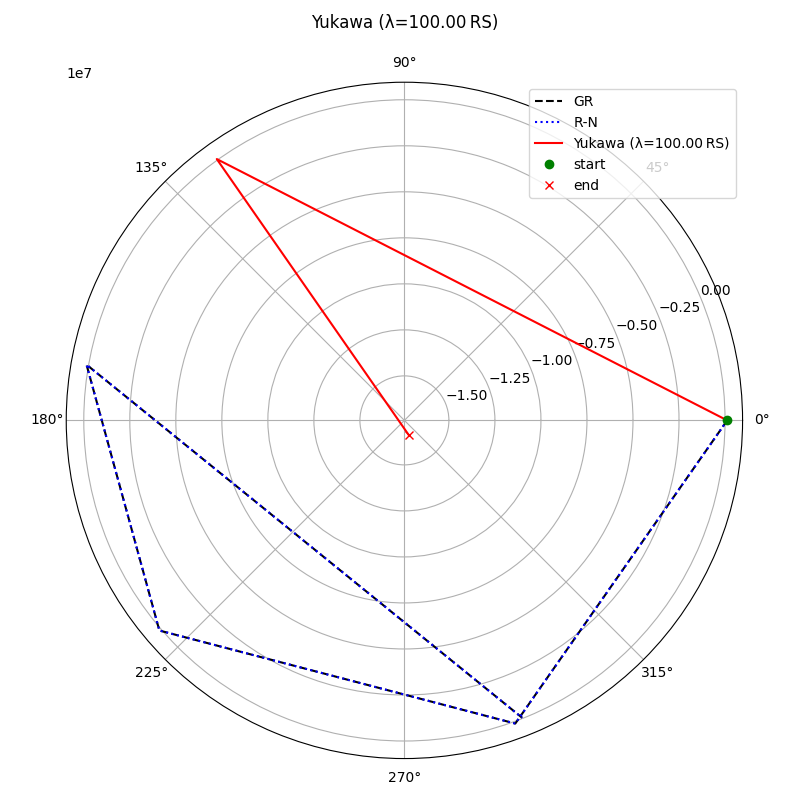 Yukawa (λ=100.00 RS)
1e7
90°
GR
R-N
Yukawa (λ=100.00 RS)
start
end
135°
45°
0.00
−0.25
−0.50
−0.75
−1.00
−1.25
−1.50
180°
0°
225°
315°
270°